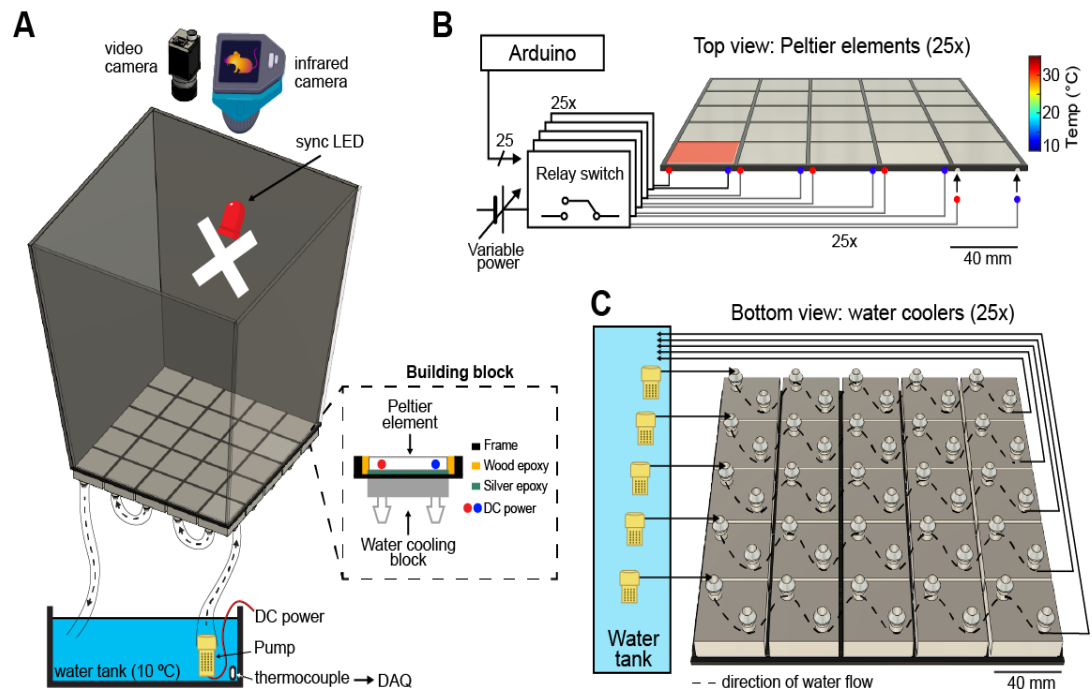 A
video
camera
infrared
camera
sync LED
Building block
Peltier
element
Frame
Wood epoxy
Silver epoxy
DC power
Water cooling
block
DC power
Pump
water tank (10 ºC)
thermocouple
DAQ
B
Arduino
Top view: Peltier elements (25x)
25x
25
Relay switch
Variable
power
25x
40 mm
30
20
10
Temp (°C)
C
Bottom view: water coolers (25x)
Water
tank
direction of water flow
40 mm